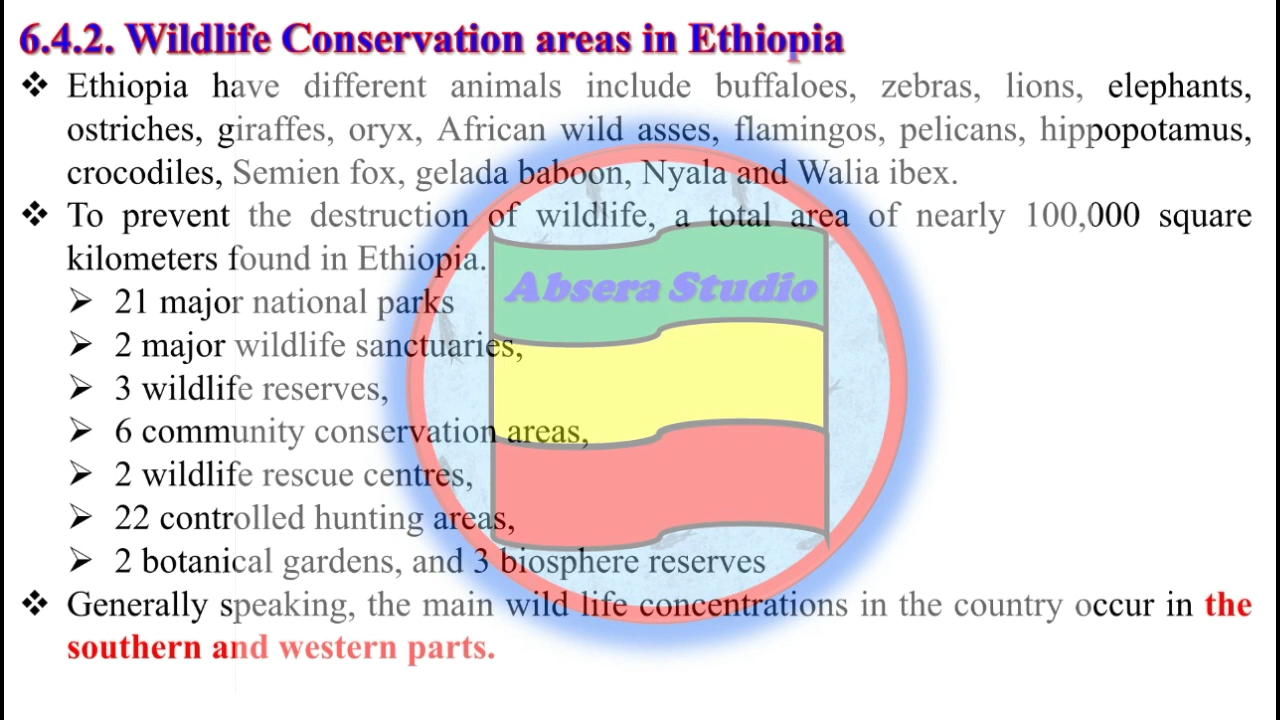 6.4.2. Wildlife Conservation areas in Ethiopia
❖ Ethiopia have different animals include buffaloes, zebras, lions, elephants,
ostriches, giraffes, oryx, African wild asses, flamingos, pelicans, hippopotamus,
crocodiles, Semien fox, gelada baboon, Nyala and Walia ibex.
❖ To prevent the destruction of wildlife, a total area of nearly 100,000 square
kilometers found in Ethiopia.
Absera Studio
➢ 21 major national parks
➢ 2 major wildlife sanctuaries,
➢ 3 wildlife reserves,
➢ 6 community conservation areas,
➢ 2 wildlife rescue centres,
➢ 22 controlled hunting areas,
➢ 2 botanical gardens, and 3 biosphere reserves
❖ Generally speaking, the main wild life concentrations in the country occur in the
southern and western parts.